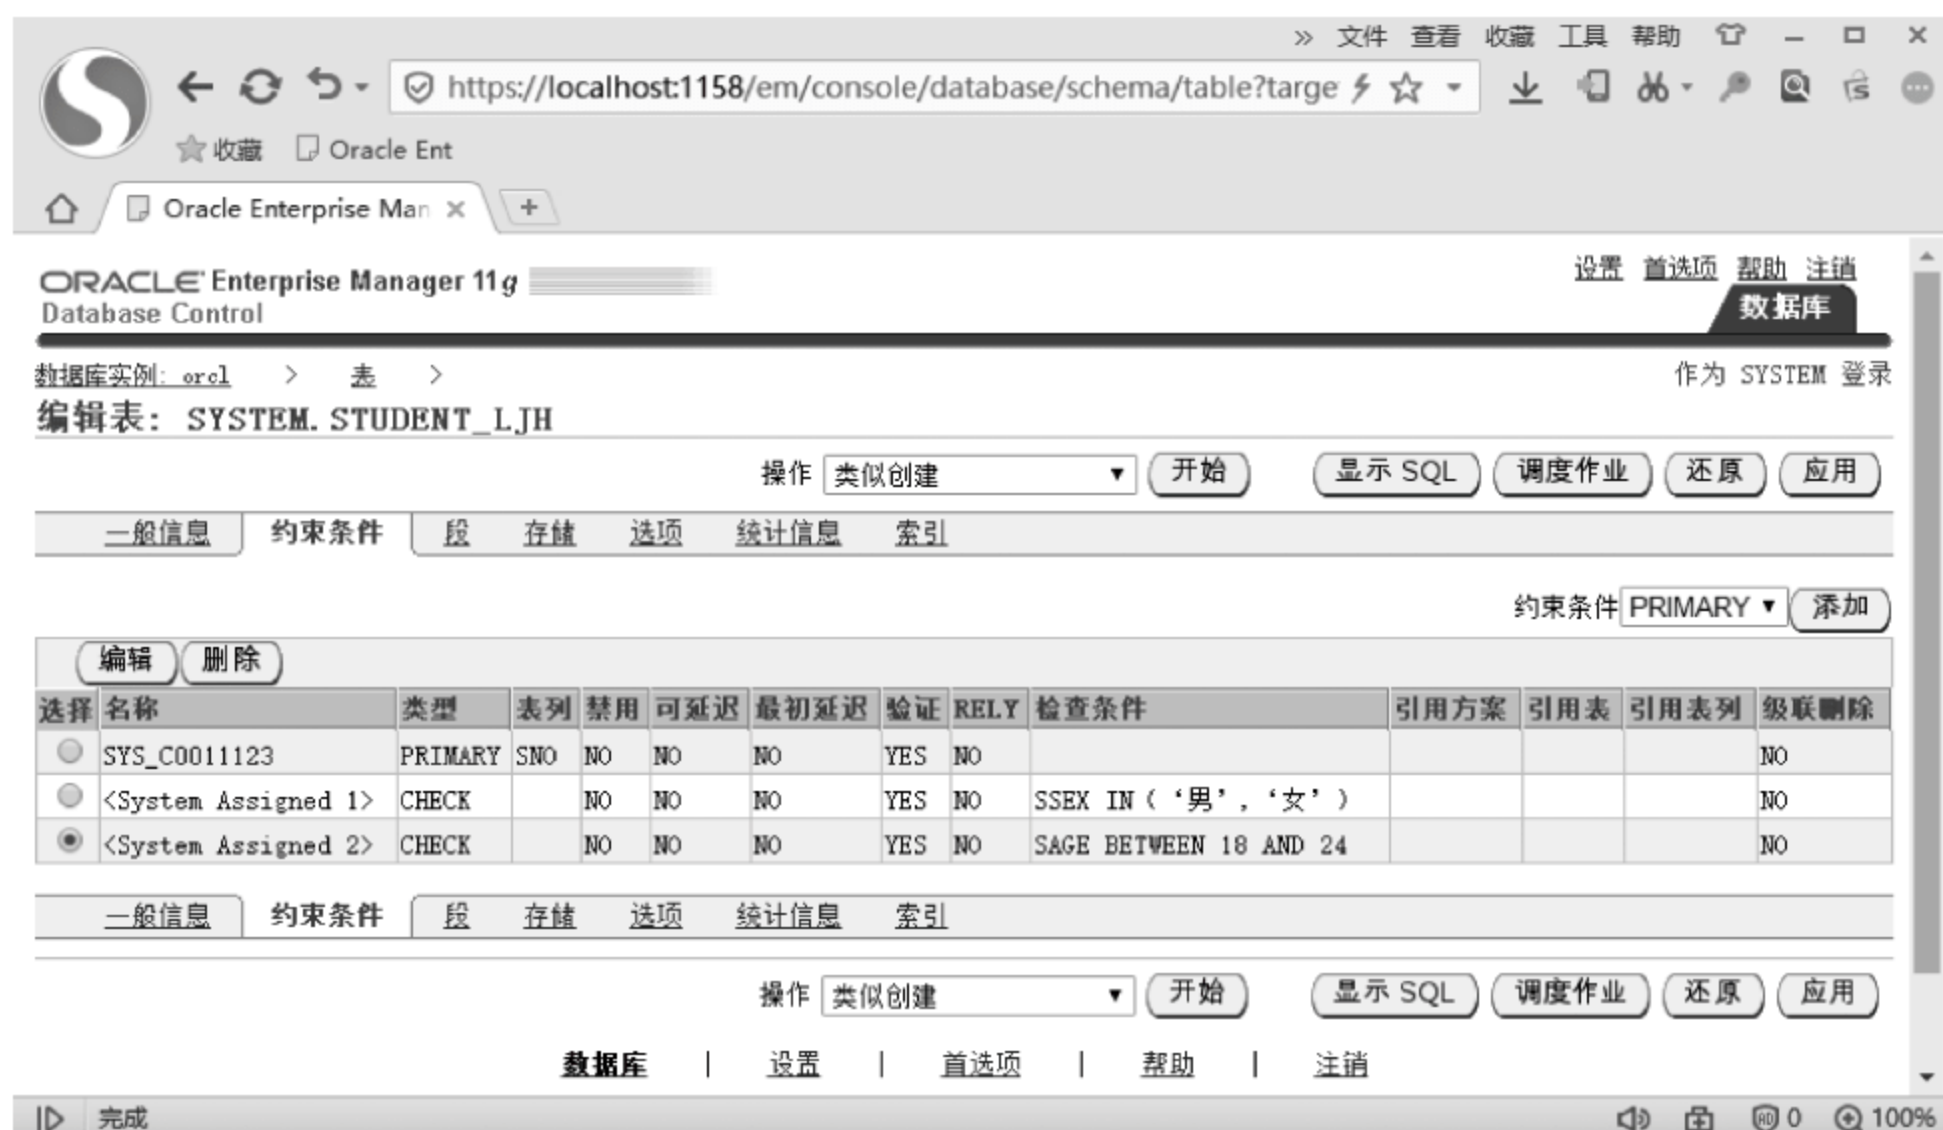 » 文件 查看 收藏 工具 帮助
https://localhost:1158/em/console/database/schema/table?targe
收藏 Oracle Ent
Oracle Enterprise Man
ORACLE Enterprise Manager 11g
Database Control
设置 首选项 帮助 注销
数据库
数据库实例: orcl > 表 >
作为 SYSTEM 登录
编辑表: SYSTEM.STUDENT_LJH
操作 类似创建 开始 显示 SQL 调度作业 还原 应用
一般信息 约束条件 段 存储 选项 统计信息 索引
约束条件 PRIMARY 添加
编辑 删除
选择 名称 类型 表列 禁用 可延迟 最初延迟 验证 RELY 检查条件 引用方案 引用表 引用表列 级联删除
SYS_C0011123 PRIMARY SNO NO NO NO YES NO NO
<System Assigned 1> CHECK NO NO NO YES NO SSEX IN (‘男’,‘女’) NO
<System Assigned 2> CHECK NO NO NO YES NO SAGE BETWEEN 18 AND 24 NO
一般信息 约束条件 段 存储 选项 统计信息 索引
操作 类似创建 开始 显示 SQL 调度作业 还原 应用
数据库 | 设置 | 首选项 | 帮助 | 注销
完成
0 100%